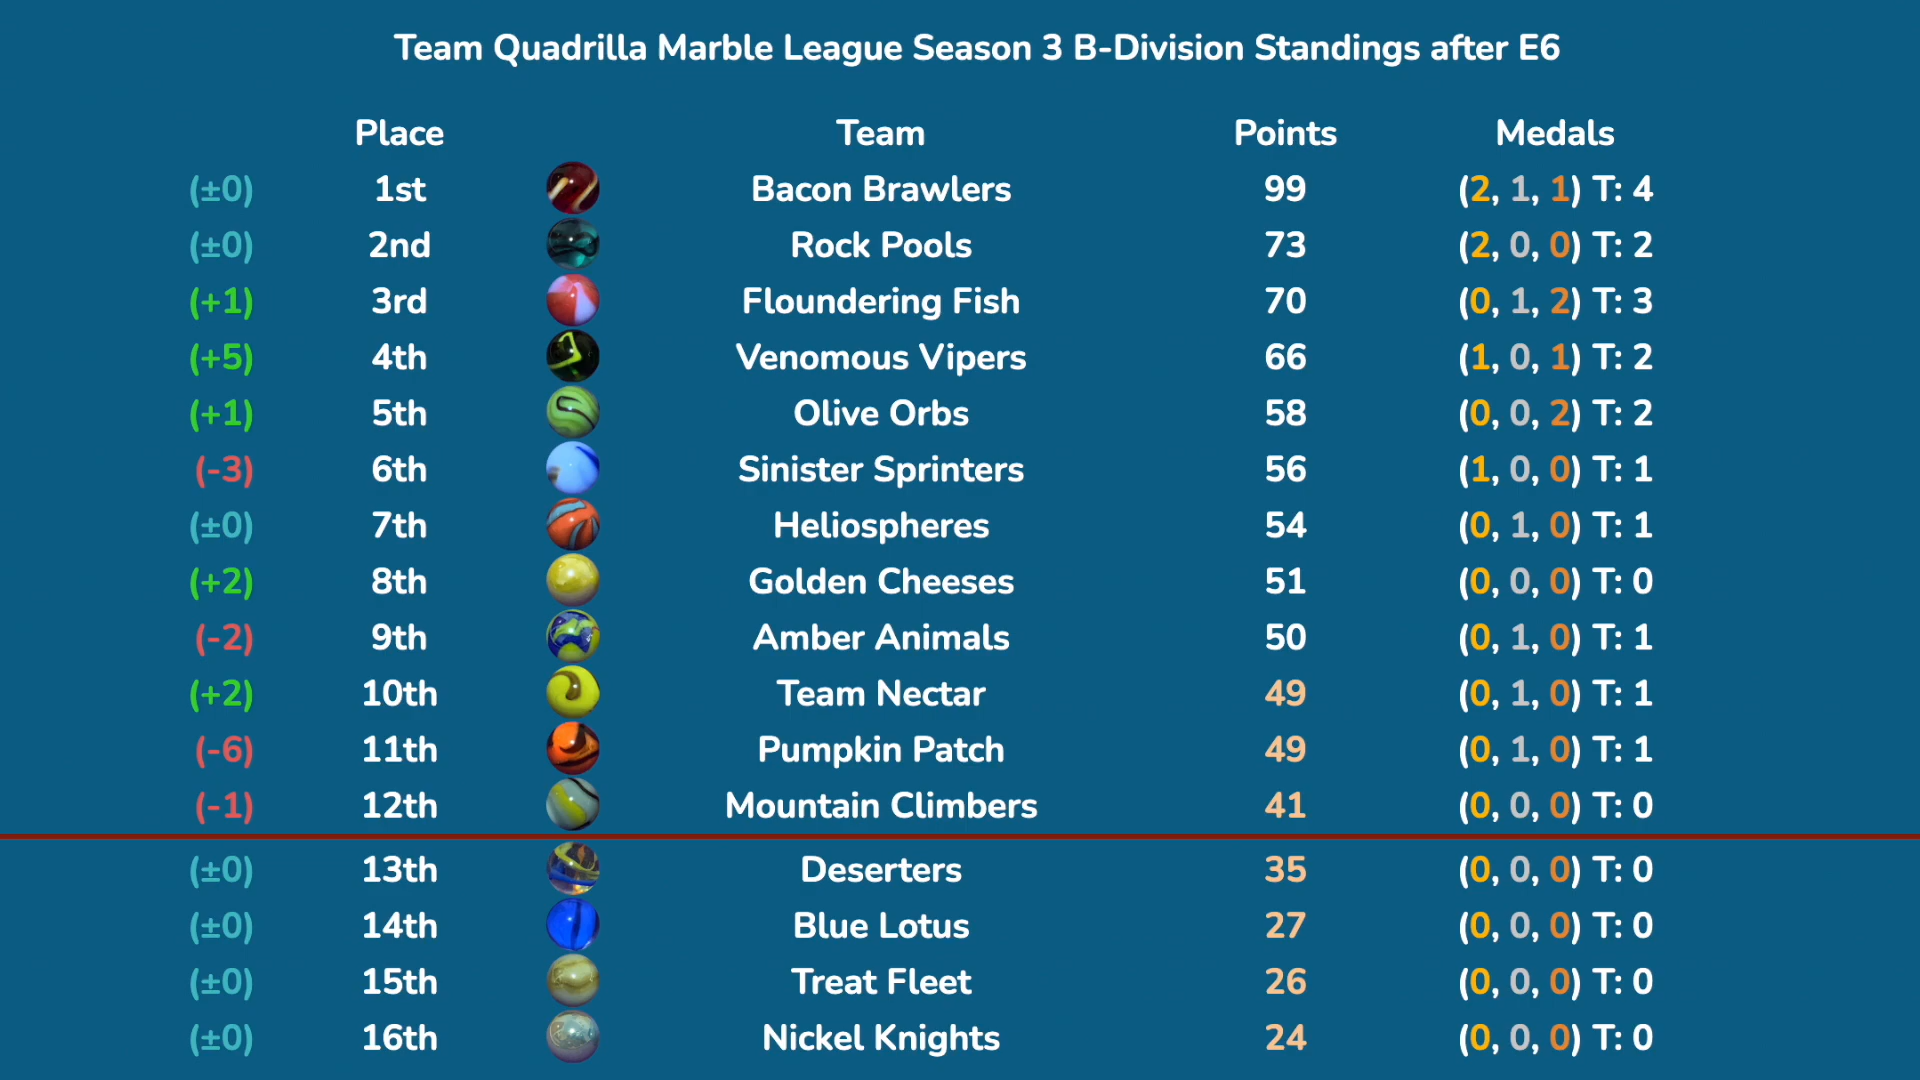 Team Quadrilla Marble League Season 3 B-Division Standings after E6
Place Team Points Medals
(±0) 1st Bacon Brawlers 99 (2, 1, 1) T: 4
(±0) 2nd Rock Pools 73 (2, 0, 0) T: 2
(+1) 3rd Floundering Fish 70 (0, 1, 2) T: 3
(+5) 4th Venomous Vipers 66 (1, 0, 1) T: 2
(+1) 5th Olive Orbs 58 (0, 0, 2) T: 2
(-3) 6th Sinister Sprinters 56 (1, 0, 0) T: 1
(±0) 7th Heliospheres 54 (0, 1, 0) T: 1
(+2) 8th Golden Cheeses 51 (0, 0, 0) T: 0
(-2) 9th Amber Animals 50 (0, 1, 0) T: 1
(+2) 10th Team Nectar 49 (0, 1, 0) T: 1
(-6) 11th Pumpkin Patch 49 (0, 1, 0) T: 1
(-1) 12th Mountain Climbers 41 (0, 0, 0) T: 0
(±0) 13th Deserters 35 (0, 0, 0) T: 0
(±0) 14th Blue Lotus 27 (0, 0, 0) T: 0
(±0) 15th Treat Fleet 26 (0, 0, 0) T: 0
(±0) 16th Nickel Knights 24 (0, 0, 0) T: 0